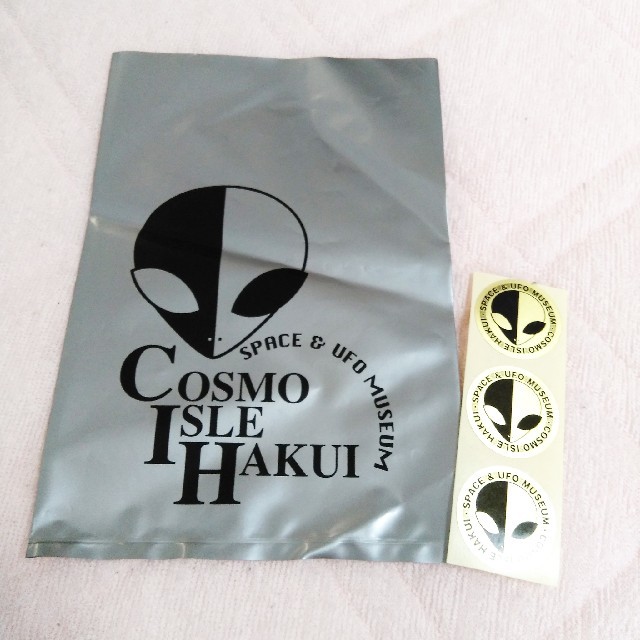 SPACE & UFO MUSEUM
COSMO
ISLE
HAKUI
SPACE & UFO MUSEUM · COSMO ISLE HAKUI ·
SPACE & UFO MUSEUM · COSMO ISLE HAKUI ·
SPACE & UFO MUSEUM · COSMO ISLE HAKUI ·